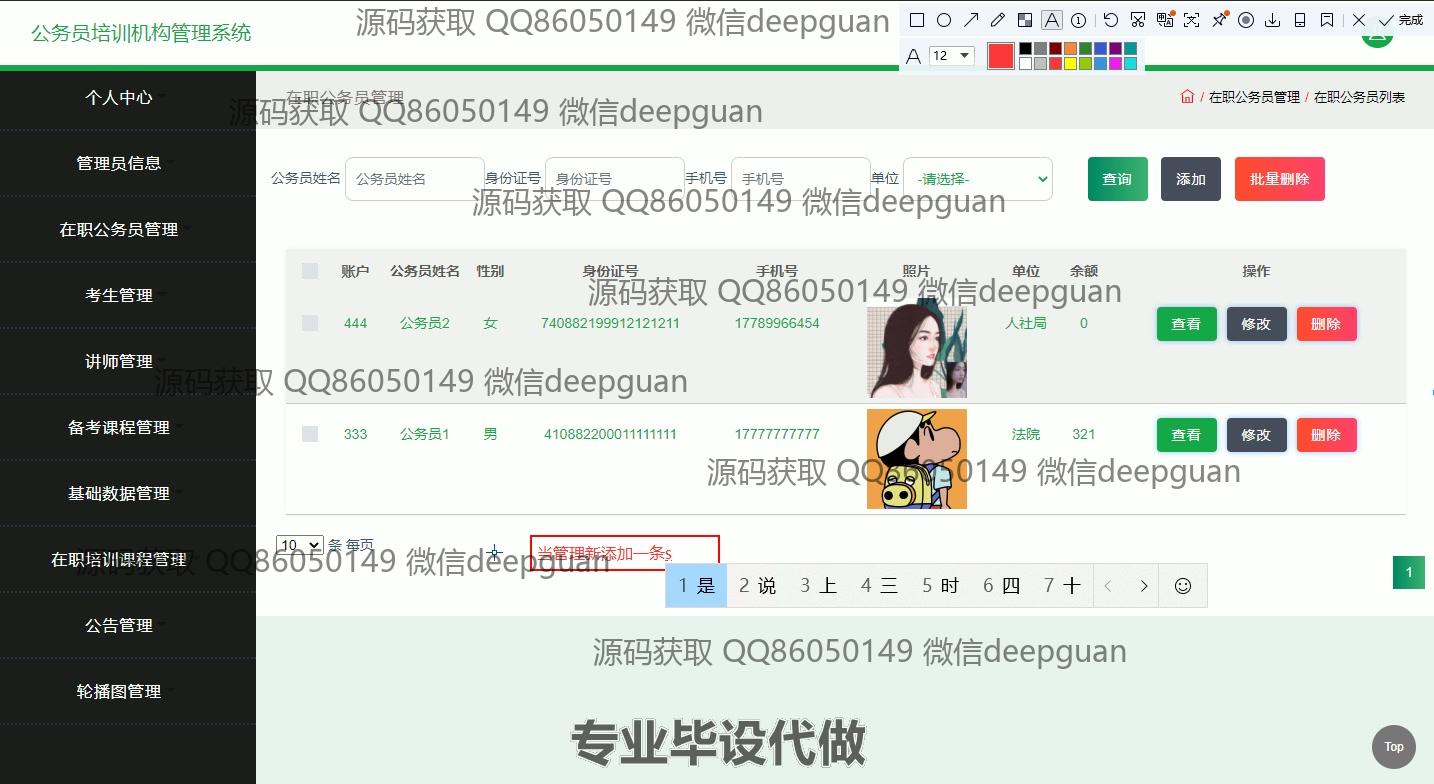 公务员培训机构管理系统
源码获取 QQ86050149 微信deepguan
A 1 完成
A 12
个人中心
管理员信息
在职公务员管理
考生管理
讲师管理
备考课程管理
基础数据管理
在职培训课程管理
公告管理
轮播图管理
在职公务员管理
源码获取 QQ86050149 微信deepguan
/ 在职公务员管理 / 在职公务员列表
公务员姓名 公务员姓名 身份证号 身份证号 手机号 手机号 单位 -请选择- 查询 添加 批量删除
源码获取 QQ86050149 微信deepguan
账户 公务员姓名 性别 身份证号 手机号 照片 单位 余额 操作
源码获取 QQ86050149 微信deepguan
444 公务员2 女 740882199912121211 17789966454 人社局 0 查看 修改 删除
源码获取 QQ86050149 微信deepguan
333 公务员1 男 410882200011111111 17777777777 法院 321 查看 修改 删除
源码获取 QQ86050149 微信deepguan
10 条 每页
当管理新添加一条s
源码获取 QQ86050149 微信deepguan
1
1 是 2 说 3 上 4 三 5 时 6 四 7 十
源码获取 QQ86050149 微信deepguan
专业毕设代做
Top